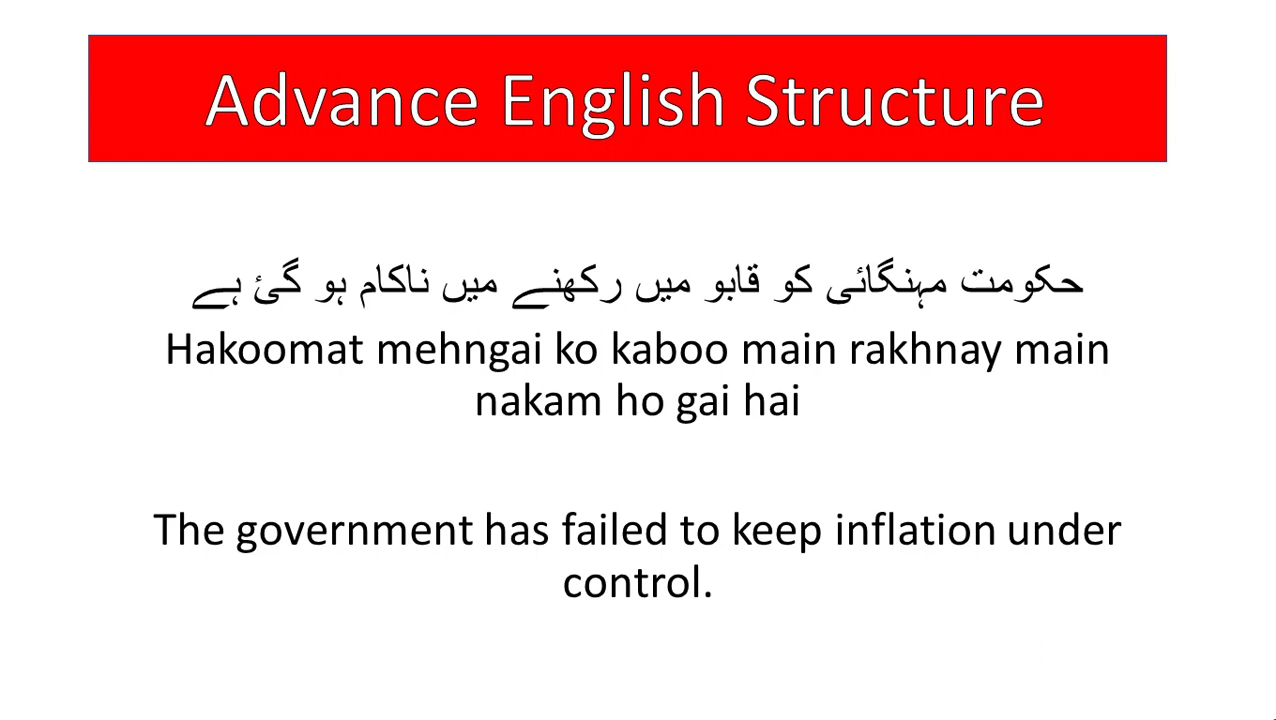 Advance English Structure
حکومت مہنگائی کو قابو میں رکھنے میں ناکام ہو گئ ہے
Hakoomat mehngai ko kaboo main rakhnay main
nakam ho gai hai
The government has failed to keep inflation under
control.